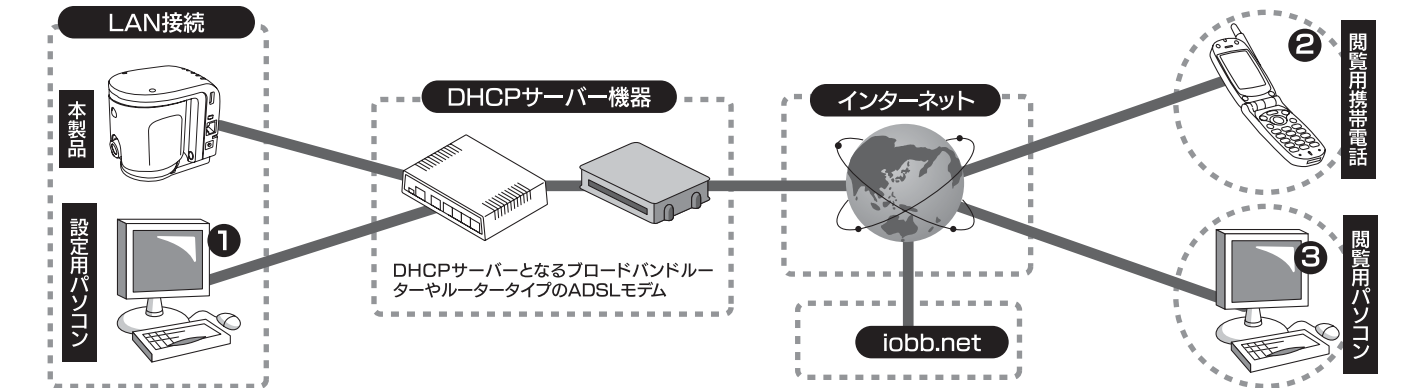 LAN接続
本製品
設定用パソコン
❶
DHCPサーバー機器
DHCPサーバーとなるブロードバンドルー
ターやルータータイプのADSLモデム
インターネット
iobb.net
❷
閲覧用携帯電話
❸
閲覧用パソコン